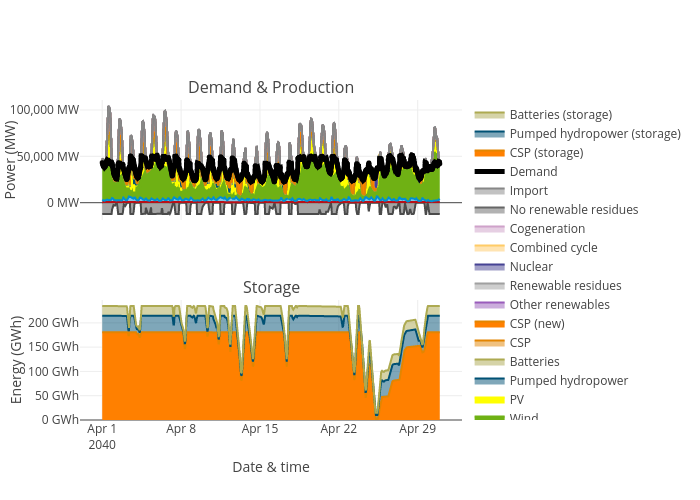 Demand & Production
100,000 MW
50,000 MW
0 MW
Power (MW)
Storage
200 GWh
150 GWh
100 GWh
50 GWh
0 GWh
Energy (GWh)
Apr 1
2040
Apr 8
Apr 15
Apr 22
Apr 29
Date & time
Batteries (storage)
Pumped hydropower (storage)
CSP (storage)
Demand
Import
No renewable residues
Cogeneration
Combined cycle
Nuclear
Renewable residues
Other renewables
CSP (new)
CSP
Batteries
Pumped hydropower
PV
Wind